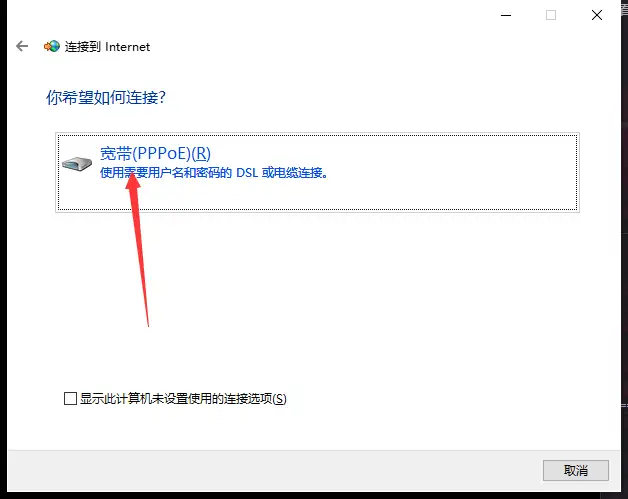 连接到 Internet
你希望如何连接?
宽带(PPPoE)(R)
使用需要用户名和密码的 DSL 或电缆连接。
显示此计算机未设置使用的连接选项(S)
取消